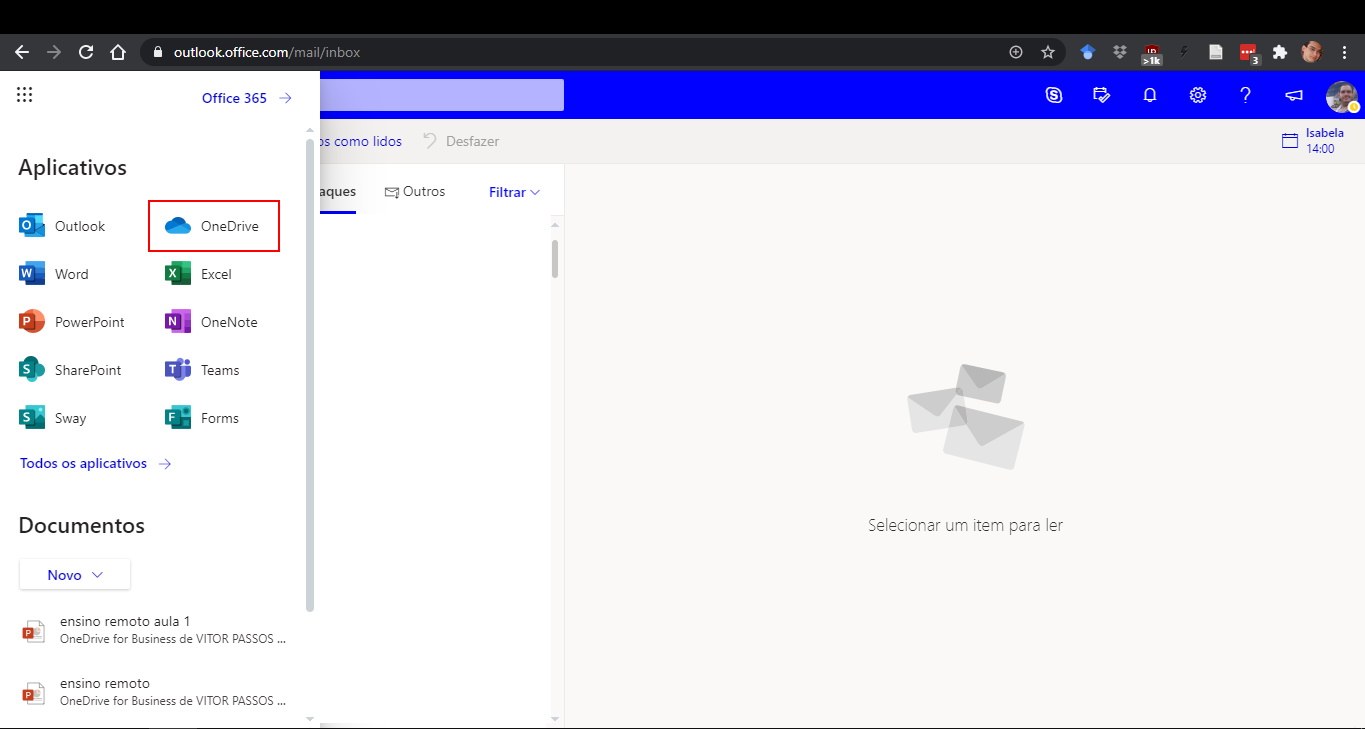 outlook.office.com/mail/inbox
>1k
3
Office 365
os como lidos
Desfazer
Isabela
14:00
Aplicativos
aques
Outros
Filtrar
Outlook
OneDrive
Word
Excel
PowerPoint
OneNote
SharePoint
Teams
Sway
Forms
Todos os aplicativos
Documentos
Selecionar um item para ler
Novo
ensino remoto aula 1
OneDrive for Business de VITOR PASSOS ...
ensino remoto
OneDrive for Business de VITOR PASSOS ...